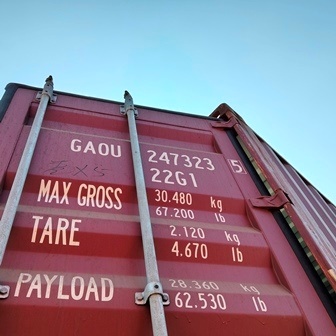 GAOU 247323 5
22G1
MAX GROSS 30.480 kg
67.200 lb
TARE 2.120 kg
4.670 lb
PAYLOAD 28.360 kg
62.530 lb